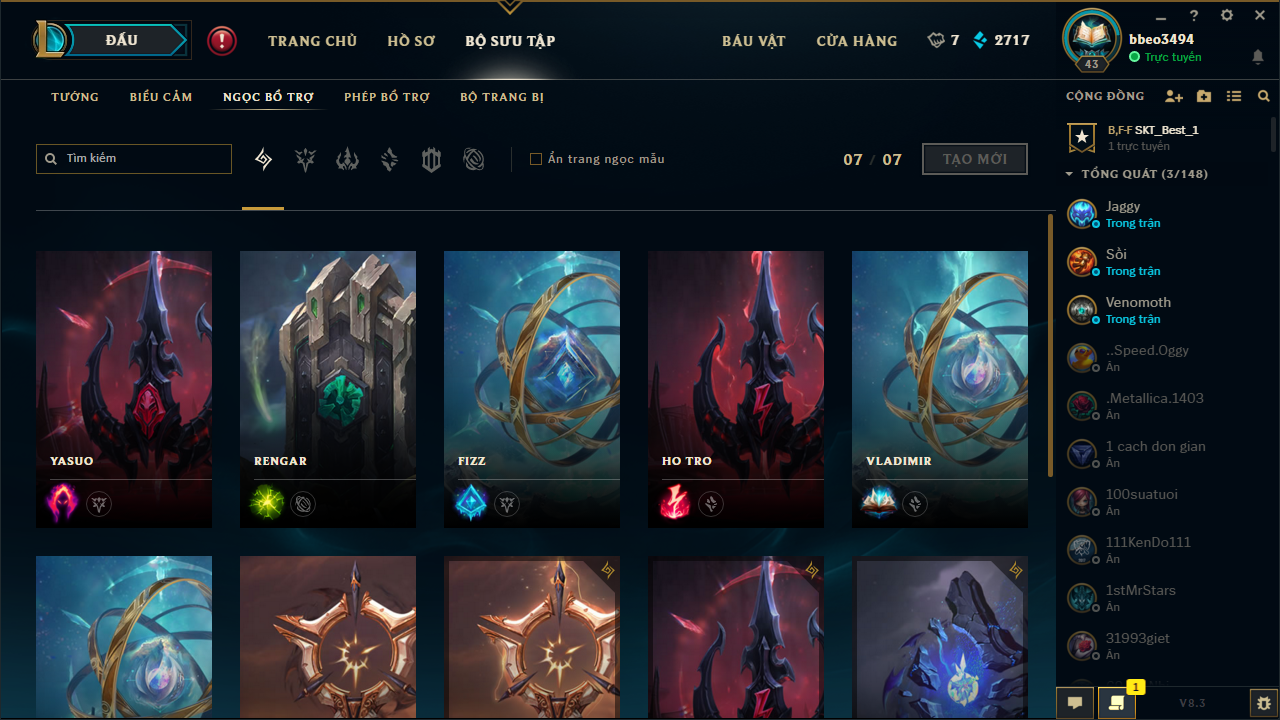 ĐẤU
TRANG CHỦ
HỒ SƠ
BỘ SƯU TẬP
BÁU VẬT
CỬA HÀNG
7
2717
43
bbeo3494
Trực tuyến
TƯỚNG
BIỂU CẢM
NGỌC BỔ TRỢ
PHÉP BỔ TRỢ
BỘ TRANG BỊ
CỘNG ĐỒNG
Tìm kiếm
Ẩn trang ngọc mẫu
07 / 07
TẠO MỚI
B,F-F SKT_Best_1
1 trực tuyến
TỔNG QUÁT (3/148)
Jaggy
Trong trận
Sồi
Trong trận
Venomoth
Trong trận
..Speed.Oggy
Ẩn
.Metallica.1403
Ẩn
1 cach don gian
Ẩn
100suatuoi
Ẩn
111KenDo111
Ẩn
1stMrStars
Ẩn
31993giet
Ẩn
YASUO
RENGAR
FIZZ
HO TRO
VLADIMIR
1
V8.3